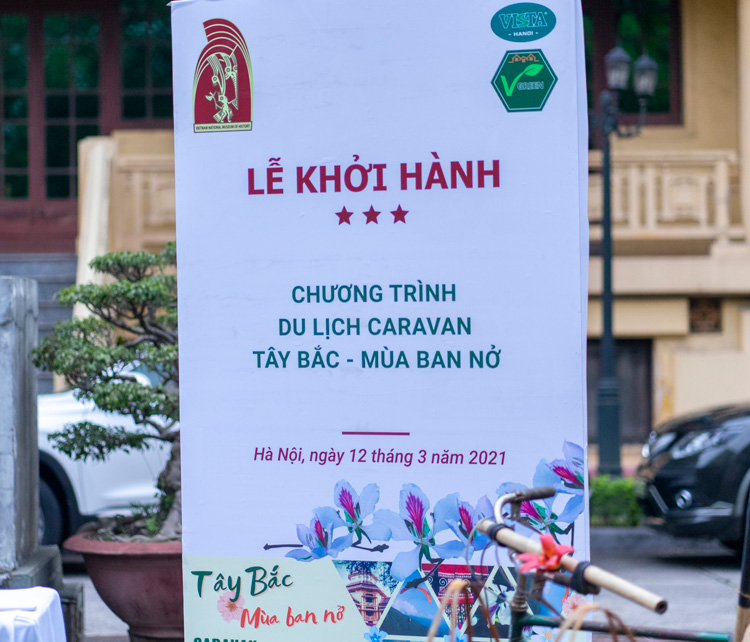 VISTA
- HANOI -
V GREEN
VIETNAM NATIONAL MUSEUM OF HISTORY
LỄ KHỞI HÀNH
CHƯƠNG TRÌNH
DU LỊCH CARAVAN
TÂY BẮC - MÙA BAN NỞ
Hà Nội, ngày 12 tháng 3 năm 2021
Tây Bắc
Mùa ban nở
CARAVAN